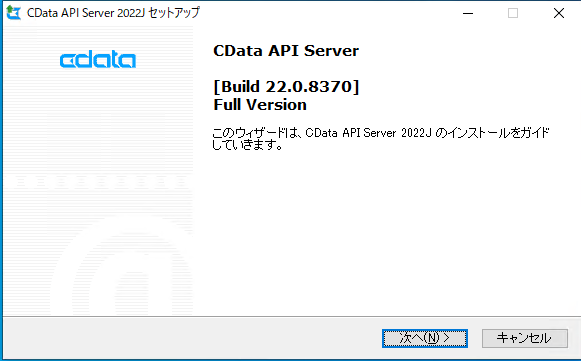 CData API Server 2022J セットアップ
cdata
CData API Server
[Build 22.0.8370]
Full Version
このウィザードは、CData API Server 2022J のインストールをガイド
していきます。
次へ(N) >
キャンセル